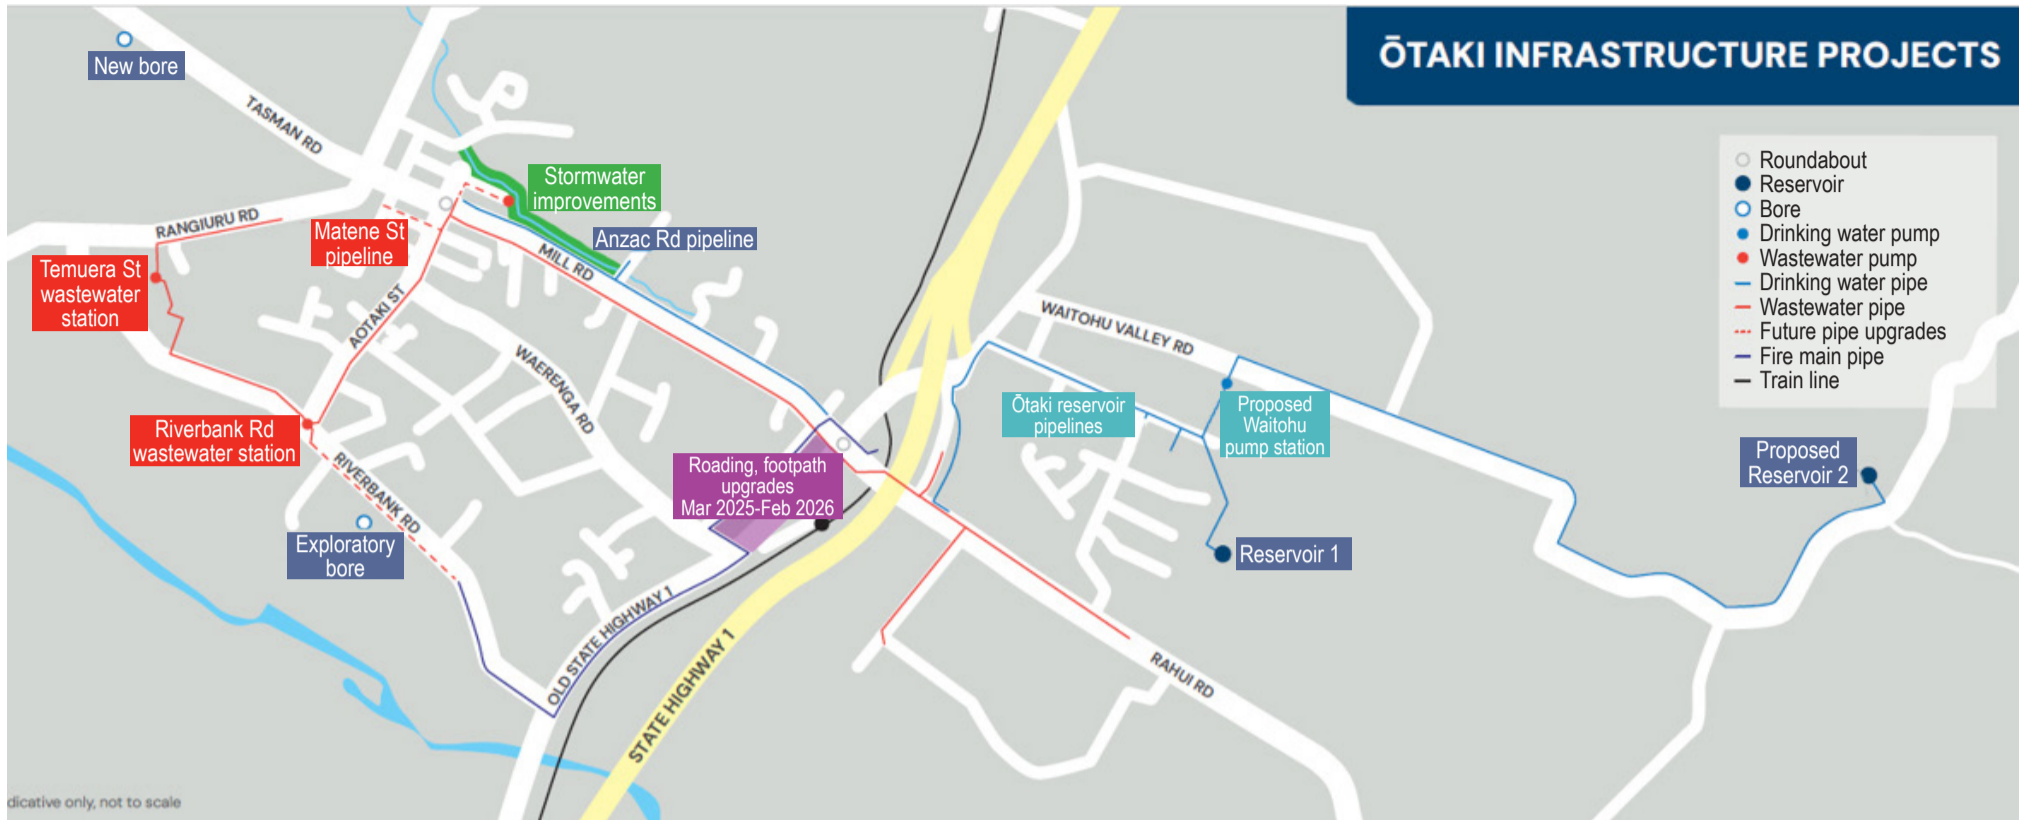 ŌTAKI INFRASTRUCTURE PROJECTS
New bore
TASMAN RD
Stormwater
improvements
RANGIURU RD
Matene St
pipeline
Anzac Rd pipeline
MILL RD
Temuera St
wastewater
station
AOTAKI ST
WAERENGA RD
WAITOHU VALLEY RD
Roundabout
Reservoir
Bore
Drinking water pump
Wastewater pump
Drinking water pipe
Wastewater pipe
Future pipe upgrades
Fire main pipe
Train line
Riverbank Rd
wastewater station
RIVERBANK RD
Ōtaki reservoir
pipelines
Proposed
Waitohu
pump station
Roading, footpath
upgrades
Mar 2025-Feb 2026
Proposed
Reservoir 2
Exploratory
bore
Reservoir 1
OLD STATE HIGHWAY 1
STATE HIGHWAY 1
RAHUI RD
dicative only, not to scale